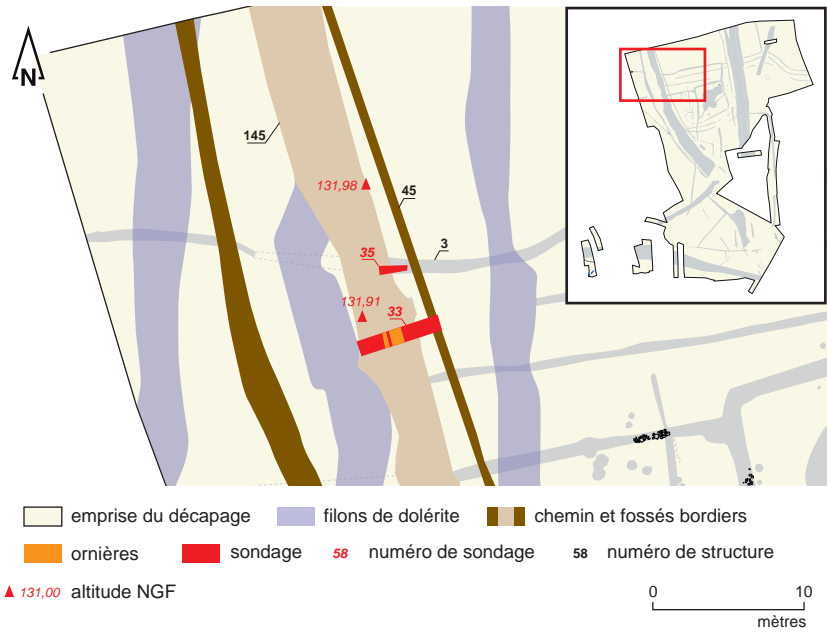 N
145
131,98
45
3
35
131,91
33
emprise du décapage
filons de dolérite
chemin et fossés bordiers
ornières
sondage
58 numéro de sondage
58 numéro de structure
131,00 altitude NGF
0 10
mètres